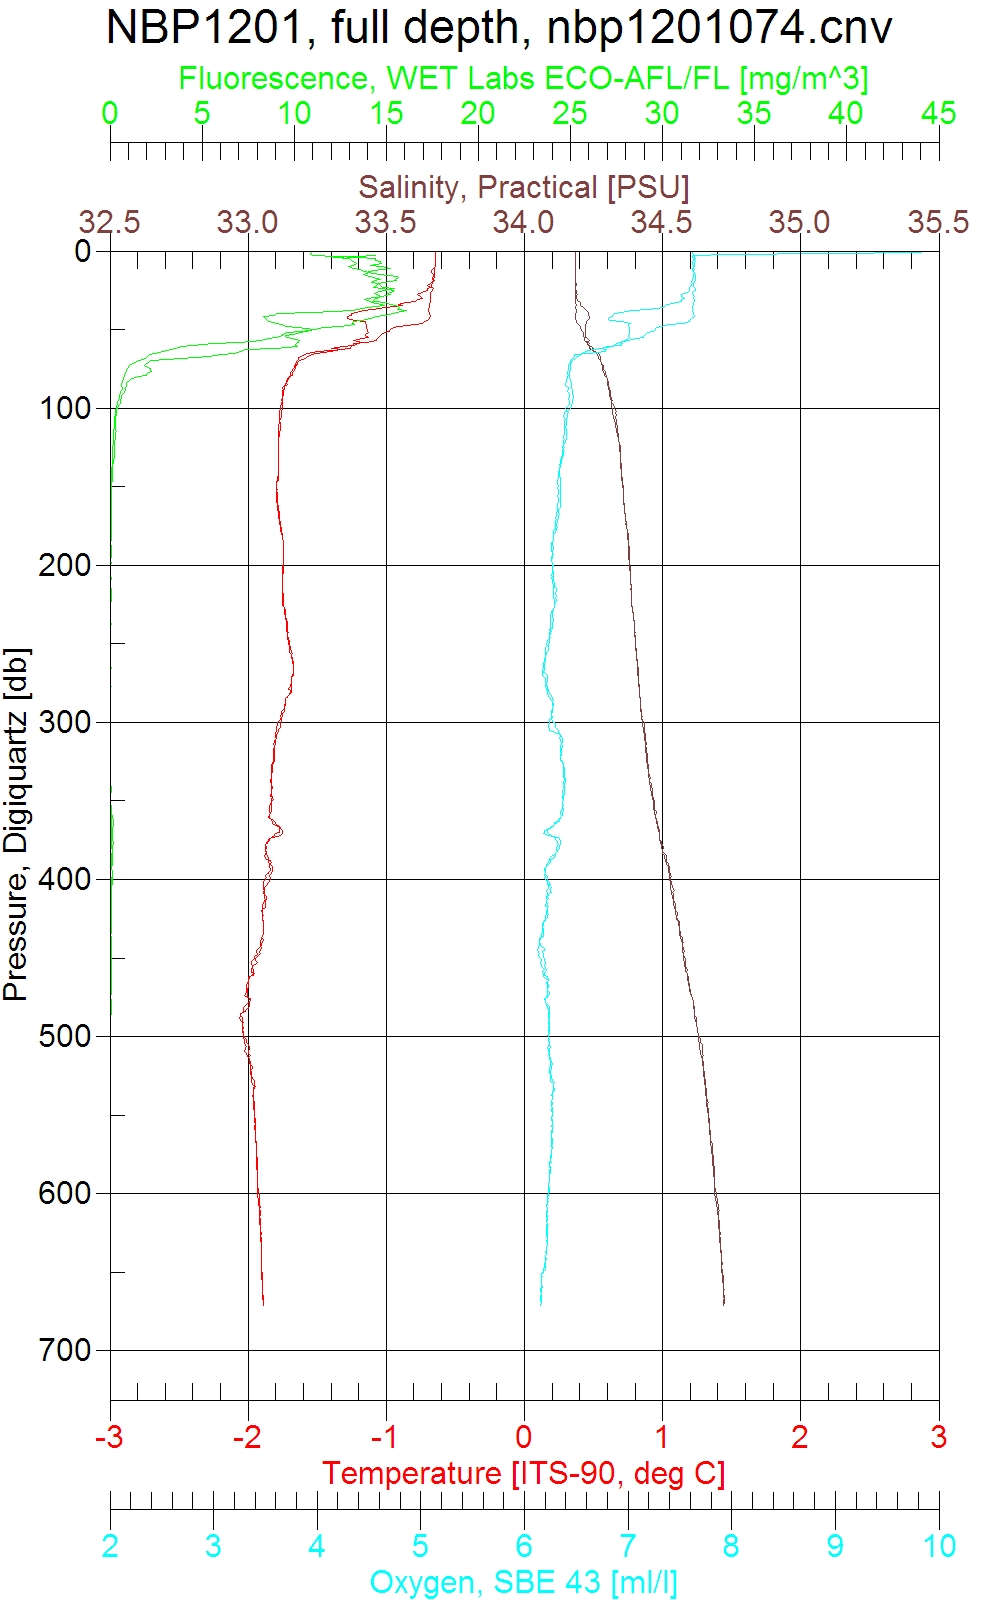 NBP1201, full depth, nbp1201074.cnv
Fluorescence, WET Labs ECO-AFL/FL [mg/m^3]
0 5 10 15 20 25 30 35 40 45
Salinity, Practical [PSU]
32.5 33.0 33.5 34.0 34.5 35.0 35.5
0
100
200
300
400
500
600
700
Pressure, Digiquartz [db]
-3 -2 -1 0 1 2 3
Temperature [ITS-90, deg C]
2 3 4 5 6 7 8 9 10
Oxygen, SBE 43 [ml/l]